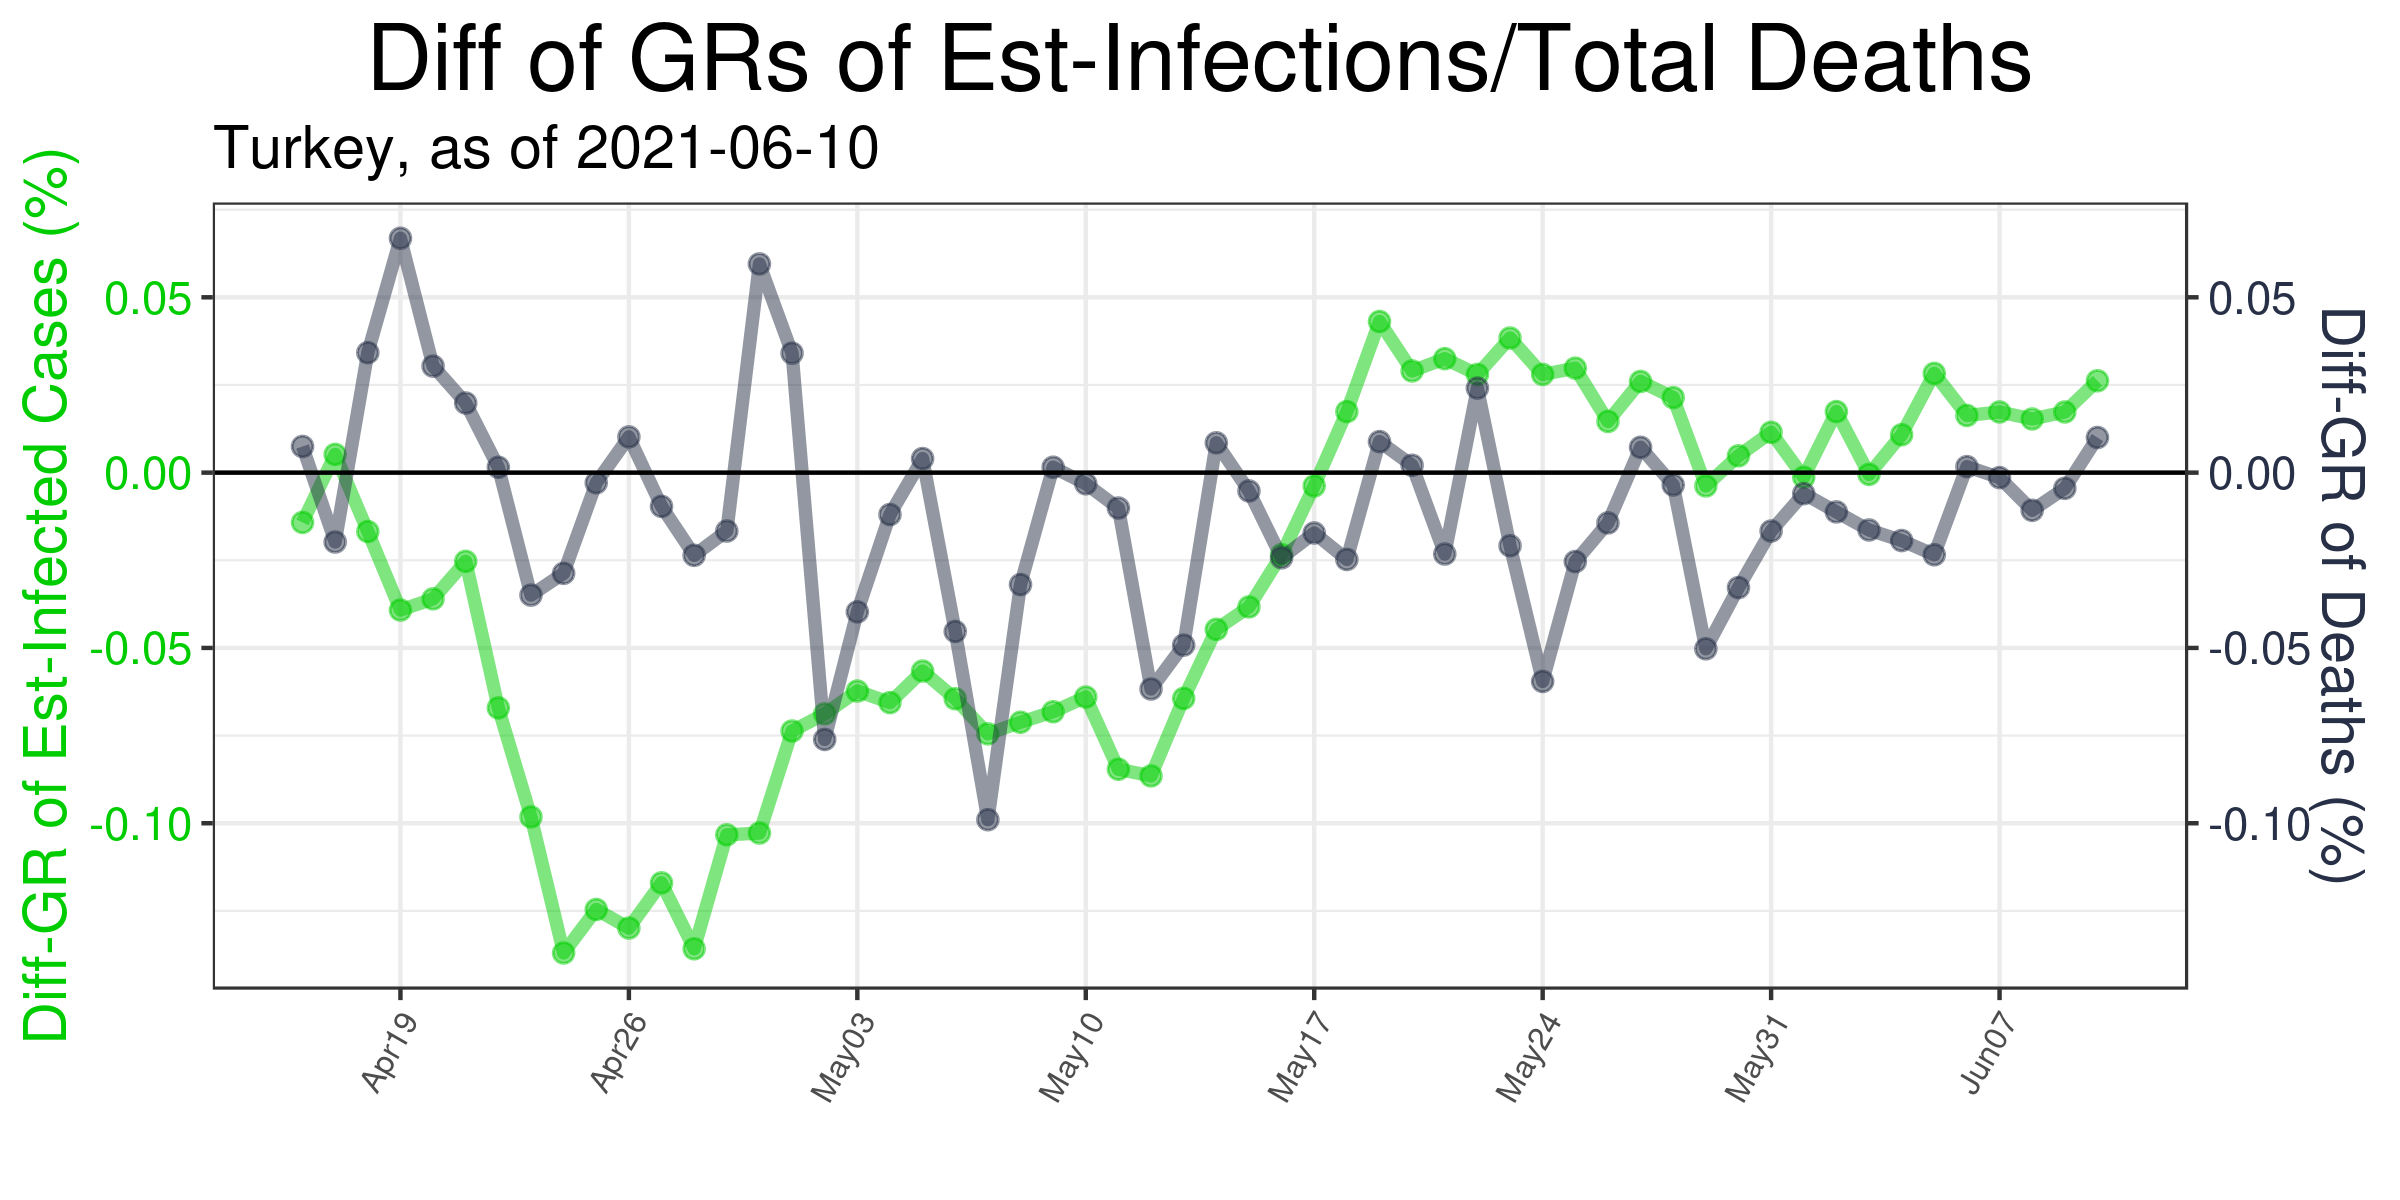 Diff of GRs of Est-Infections/Total Deaths
Turkey, as of 2021-06-10
Diff-GR of Est-Infected Cases (%)
0.05
0.00
-0.05
-0.10
0.05
0.00
-0.05
-0.10
Diff-GR of Deaths (%)
Apr19
Apr26
May03
May10
May17
May24
May31
Jun07